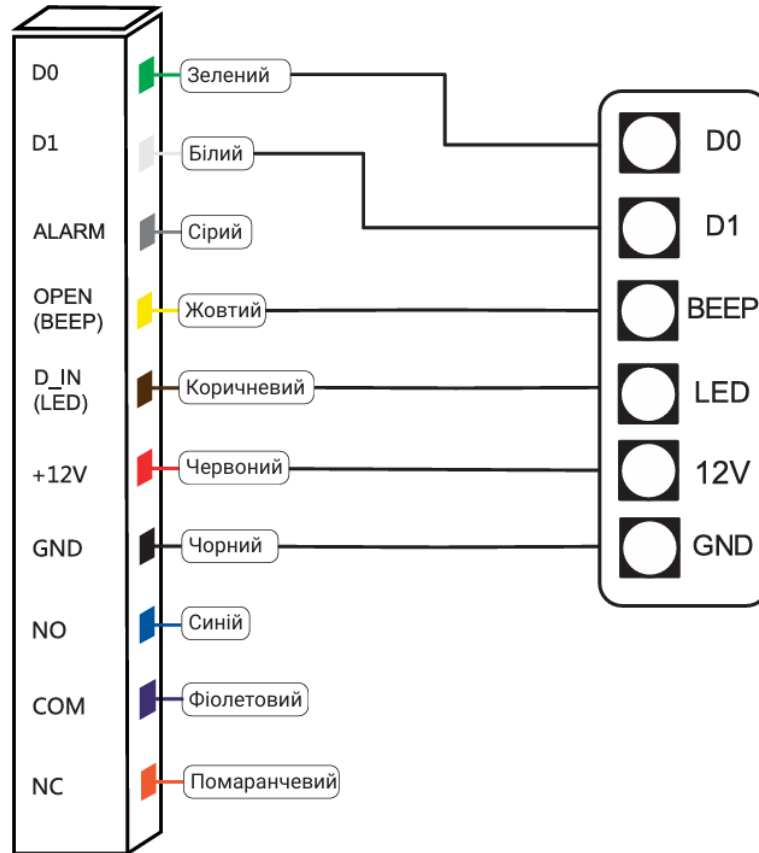 D0
Зелений
D0
D1
Білий
D1
ALARM
Сірий
OPEN
(BEEP)
Жовтий
BEEP
D_IN
(LED)
Коричневий
LED
+12V
Червоний
12V
GND
Чорний
GND
NO
Синій
COM
Фіолетовий
NC
Помаранчевий